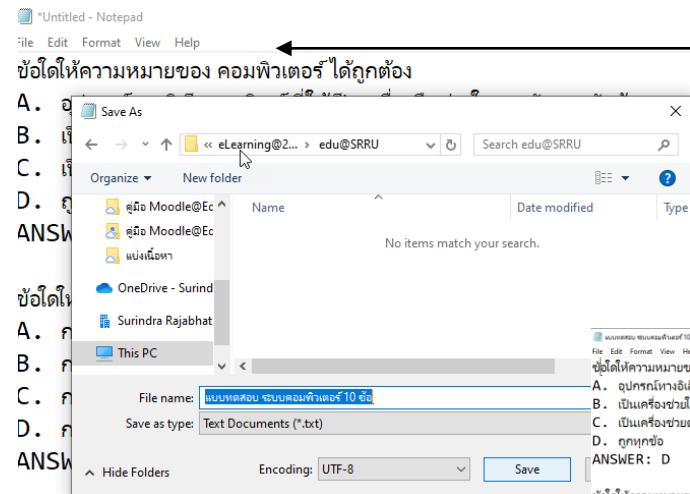 *Untitled - Notepad
File Edit Format View Help
ข้อใดให้ความหมายของ คอมพิวเตอร์ ได้ถูกต้อง
A.
Save As
B.
« eLearning@2... › edu@SRRU
Search edu@SRRU
C.
Organize New folder
D.
คู่มือ Moodle@Ec
Name Date modified Type
คู่มือ Moodle@Ec
ANSW
No items match your search.
แบ่งเนื้อหา
OneDrive - Surind
ข้อใดให้
Surindra Rajabhat
A. ก
This PC
File Edit Format View He
B. ก
ข้อใดให้ความหมายข
A. อุปกรณ์ทางอิเล็
C. ก
File name: แบบทดสอบ ระบบคอมพิวเตอร์ 10 ข้อ
B. เป็นเครื่องช่วยใ
D. ก
Save as type: Text Documents (*.txt)
C. เป็นเครื่องช่วย
D. ถูกทุกข้อ
ANSW
ANSWER: D
Hide Folders Encoding: UTF-8 Save